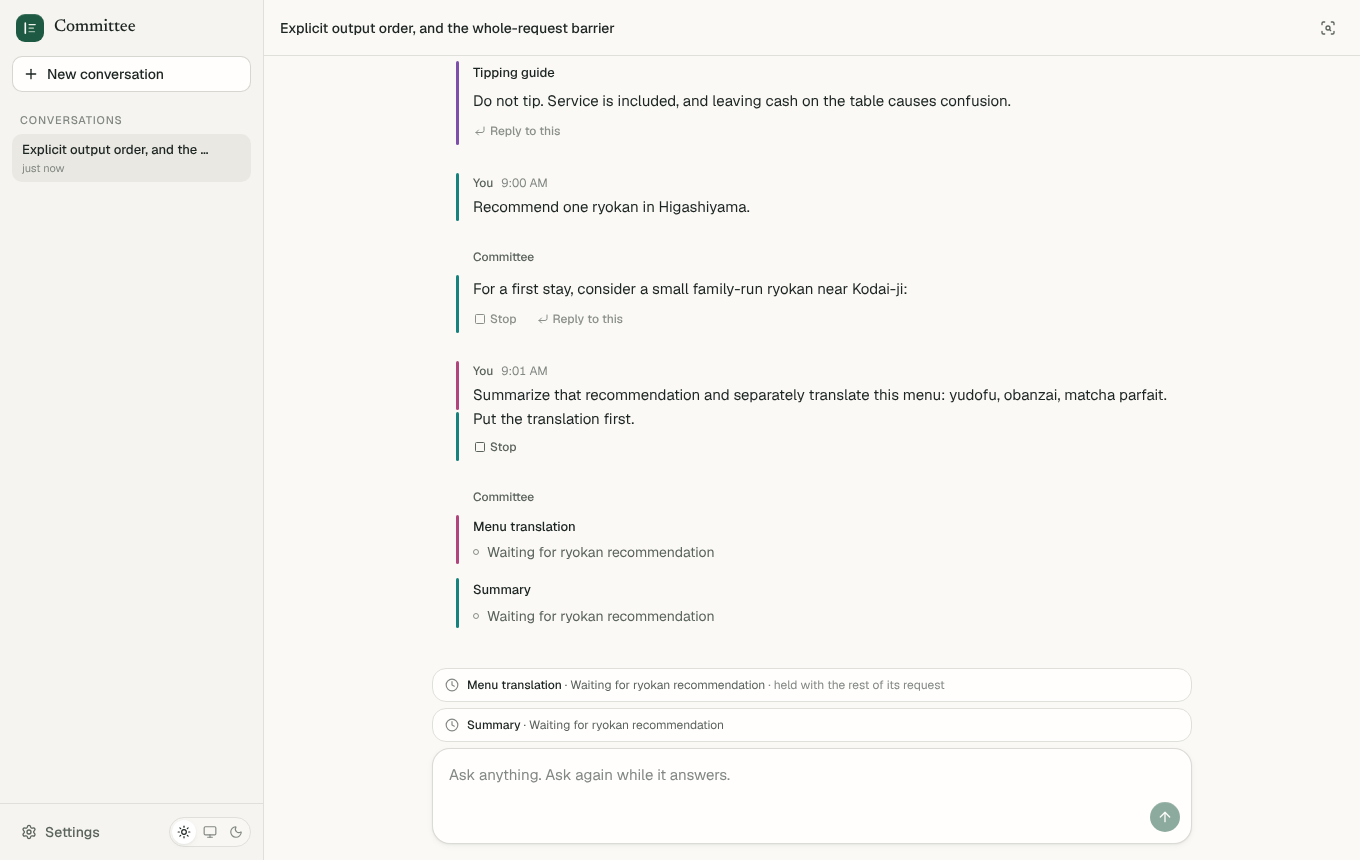 Committee
New conversation
CONVERSATIONS
Explicit output order, and the ...
just now
Settings
Explicit output order, and the whole-request barrier
Tipping guide
Do not tip. Service is included, and leaving cash on the table causes confusion.
Reply to this
You 9:00 AM
Recommend one ryokan in Higashiyama.
Committee
For a first stay, consider a small family-run ryokan near Kodai-ji:
Stop Reply to this
You 9:01 AM
Summarize that recommendation and separately translate this menu: yudofu, obanzai, matcha parfait.
Put the translation first.
Stop
Committee
Menu translation
Waiting for ryokan recommendation
Summary
Waiting for ryokan recommendation
Menu translation · Waiting for ryokan recommendation · held with the rest of its request
Summary · Waiting for ryokan recommendation
Ask anything. Ask again while it answers.